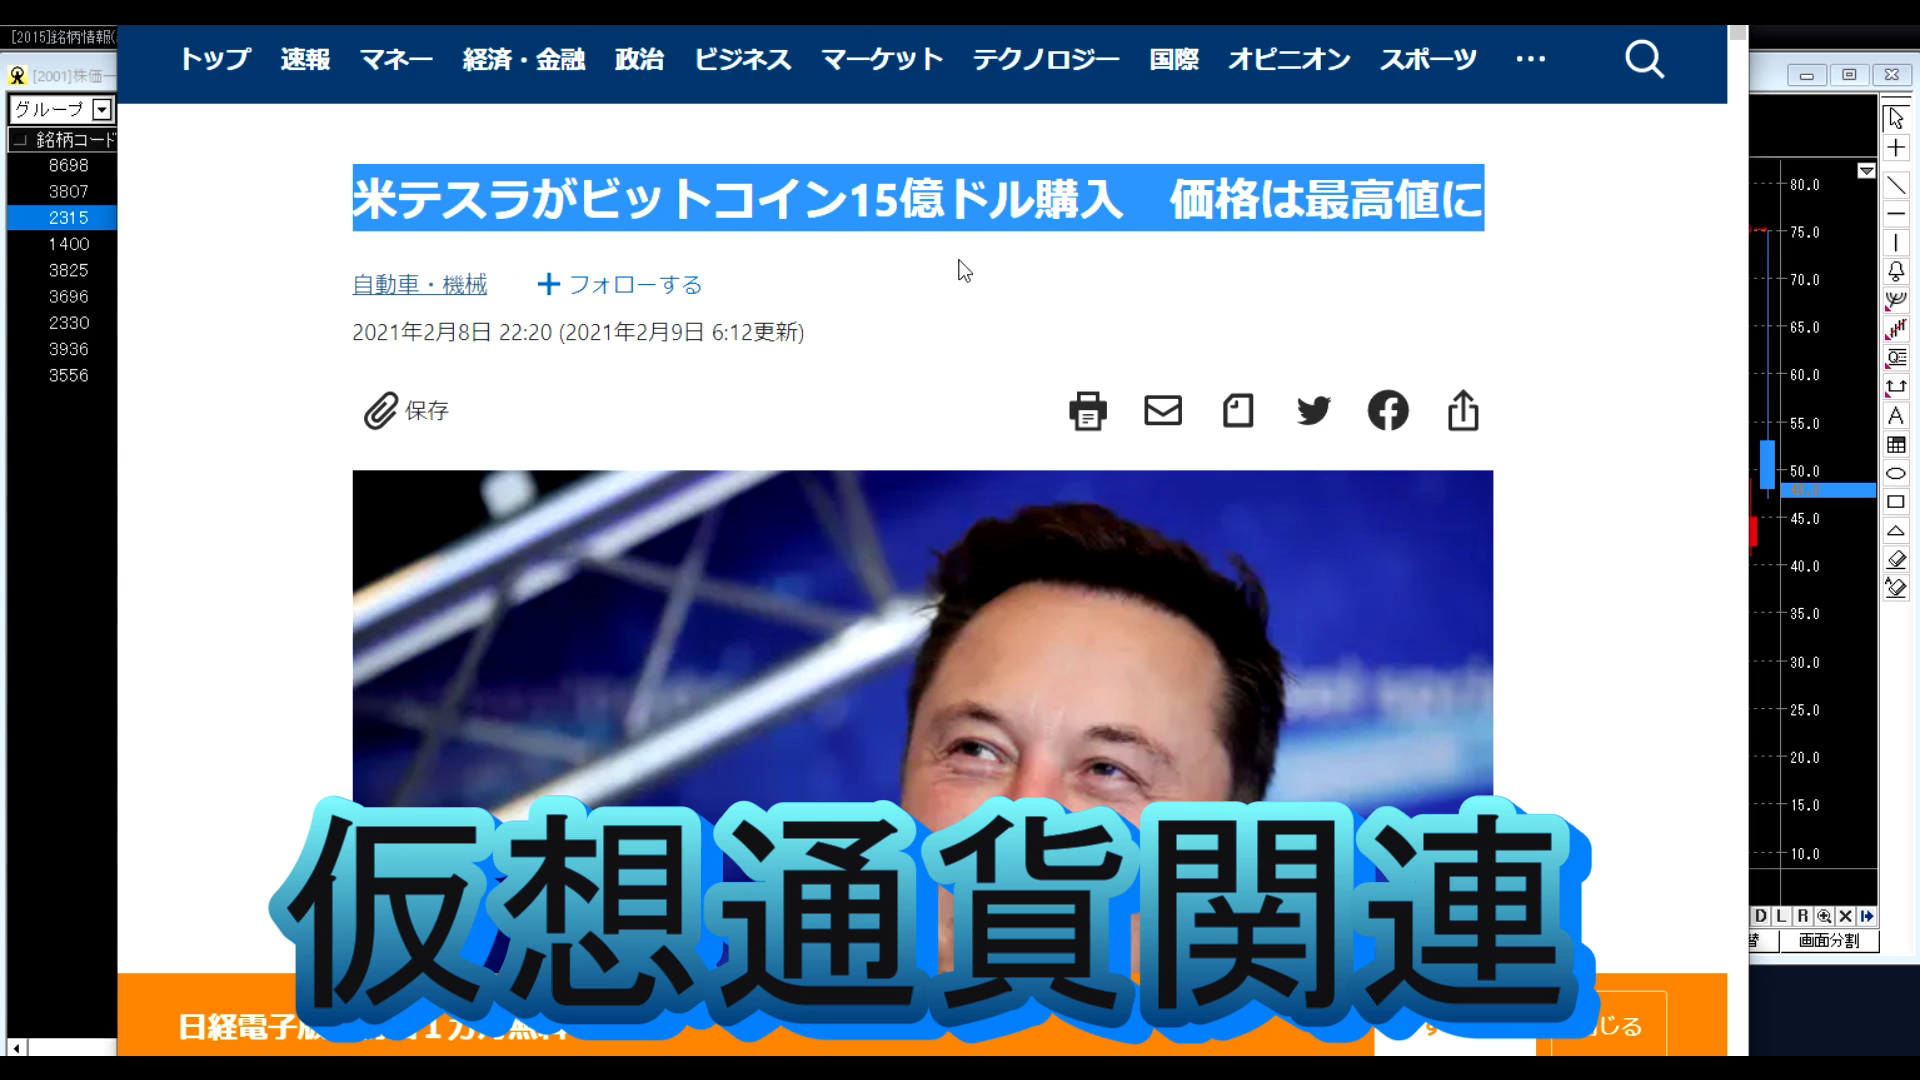 [2015]銘柄情報(
[2001]株価一
グループ
銘柄コード
8698
3807
2315
1400
3825
3696
2330
3936
3556
トップ 速報 マネー 経済・金融 政治 ビジネス マーケット テクノロジー 国際 オピニオン スポーツ …
米テスラがビットコイン15億ドル購入　価格は最高値に
自動車・機械 フォローする
2021年2月8日 22:20 (2021年2月9日 6:12更新)
保存
仮想通貨関連
日経電子版
じる
80.0
75.0
70.0
65.0
60.0
55.0
50.0
45.0
40.0
35.0
30.0
25.0
20.0
15.0
10.0
D L R
画面分割